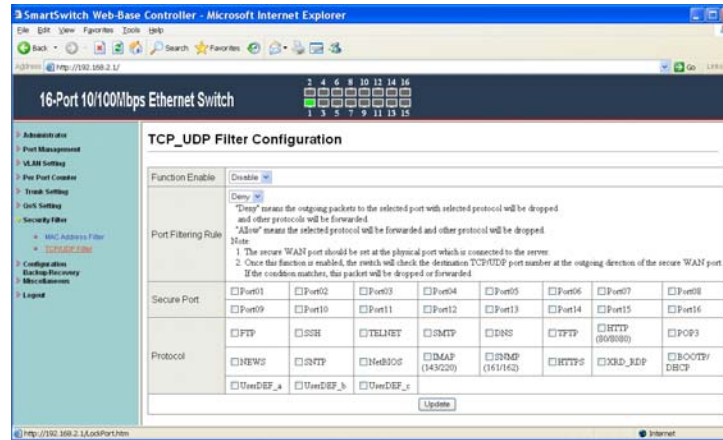 SmartSwitch Web-Base Controller - Microsoft Internet Explorer
File Edit View Favorites Tools Help
Back Search Favorites
Address http://192.168.2.1/ Go Links
16-Port 10/100Mbps Ethernet Switch
2 4 6 8 10 12 14 16
1 3 5 7 9 11 13 15
Administrator
Port Management
VLAN Setting
Per Port Counter
Trunk Setting
QoS Setting
Security Filter
MAC Address Filter
TCP/UDP Filter
Configuration
Backup/Recovery
Miscellaneous
Logout
TCP_UDP Filter Configuration
Function Enable Disable
Port Filtering Rule
Deny
"Deny" means the outgoing packets to the selected port with selected protocol will be dropped
and other protocols will be forwarded.
"Allow" means the selected protocol will be forwarded and other protocol will be dropped.
Note:
1 The secure WAN port should be set at the physical port which is connected to the server.
2 Once this function is enabled, the switch will check the destination TCP/UDP port number at the outgoing direction of the secure WAN port.
If the condition matches, this packet will be dropped or forwarded
Secure Port
Port01 Port02 Port03 Port04 Port05 Port06 Port07 Port08
Port09 Port10 Port11 Port12 Port13 Port14 Port15 Port16
Protocol
FTP SSH TELNET SMTP DNS TFTP HTTP (80/8080) POP3
NEWS SNTP NetBIOS IMAP (143/220) SNMP (161/162) HTTPS XRD_RDP BOOTP/DHCP
UserDEF_a UserDEF_b UserDEF_c
Update
http://192.168.2.1/LockPort.htm Internet